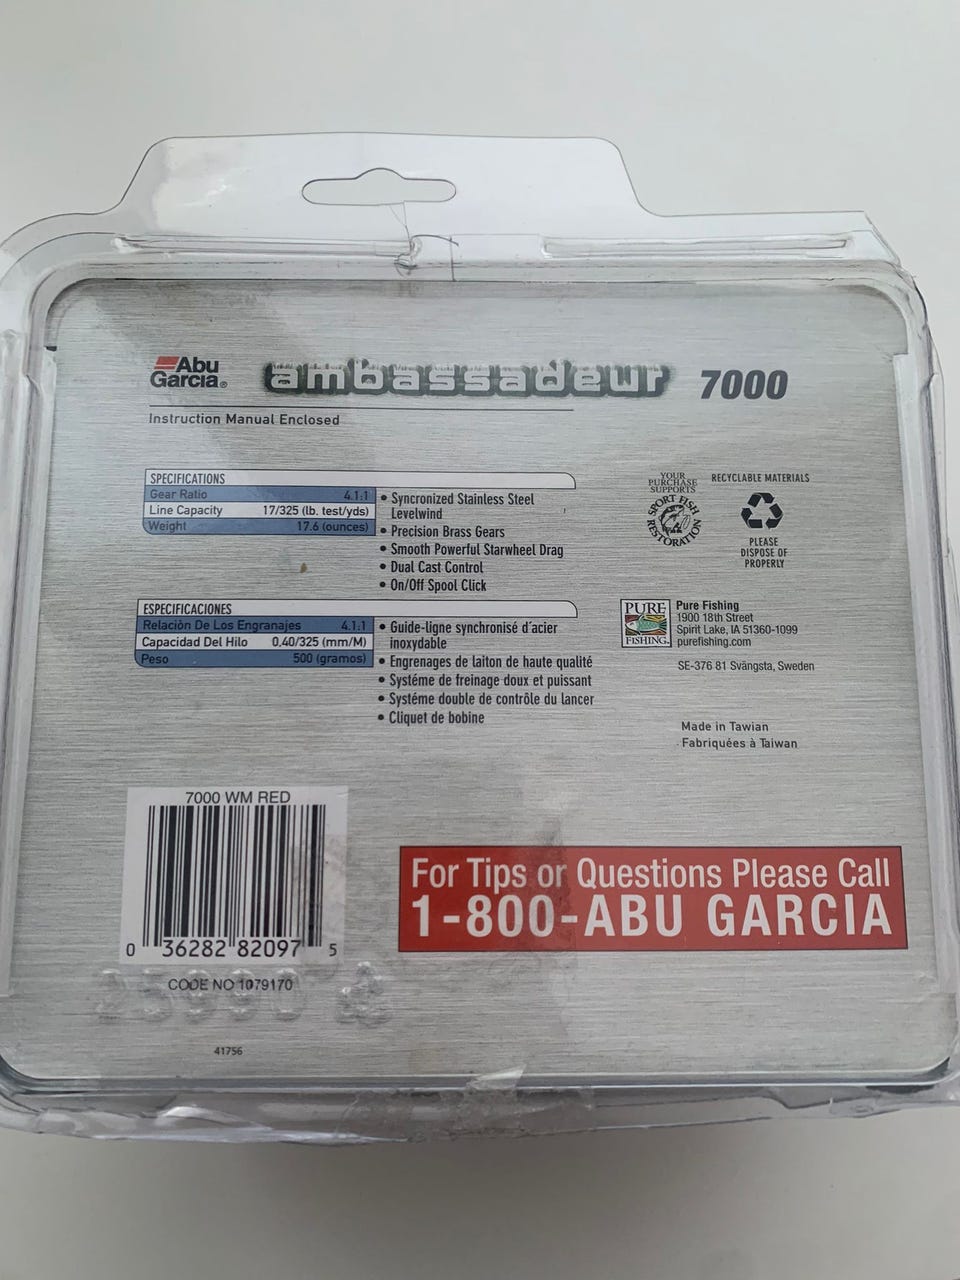 Abu
Garcia®
ambassadeur 7000
Instruction Manual Enclosed
SPECIFICATIONS
Gear Ratio 4.1:1
Line Capacity 17/325 (lb. test/yds)
Weight 17.6 (ounces)
• Syncronized Stainless Steel
Levelwind
• Precision Brass Gears
• Smooth Powerful Starwheel Drag
• Dual Cast Control
• On/Off Spool Click
YOUR
PURCHASE
SUPPORTS
SPORT FISH
RESTORATION
RECYCLABLE MATERIALS
PLEASE
DISPOSE OF
PROPERLY
ESPECIFICACIONES
Relación De Los Engranajes 4.1:1
Capacidad Del Hilo 0,40/325 (mm/M)
Peso 500 (gramos)
• Guide-ligne synchronisé d´acier
inoxydable
• Engrenages de laiton de haute qualité
• Systéme de freinage doux et puissant
• Systéme double de contrôle du lancer
• Cliquet de bobine
PURE
FISHING.
Pure Fishing
1900 18th Street
Spirit Lake, IA 51360-1099
purefishing.com
SE-376 81 Svängsta, Sweden
Made in Tawian
Fabriquées à Taiwan
7000 WM RED
0 36282 82097 5
CODE NO 1079170
41756
For Tips or Questions Please Call
1-800-ABU GARCIA